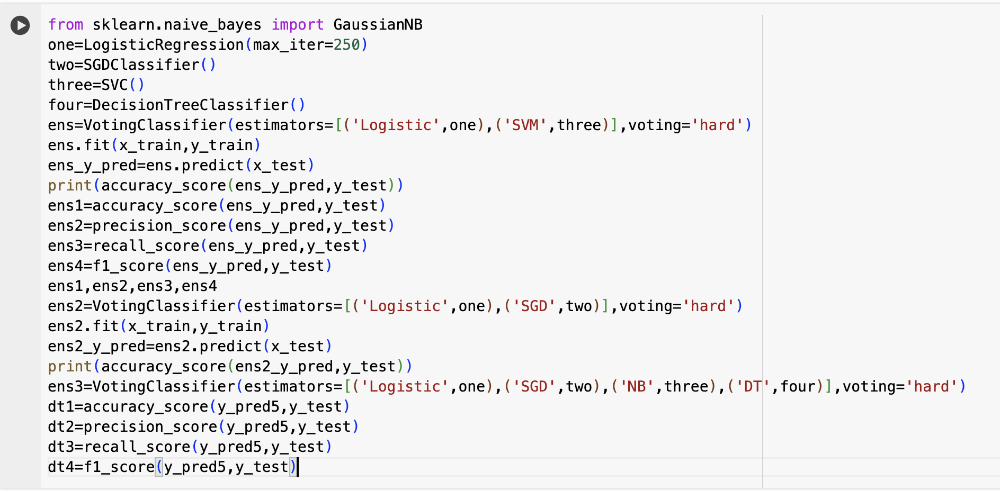 from sklearn.naive_bayes import GaussianNB
one=LogisticRegression(max_iter=250)
two=SGDClassifier()
three=SVC()
four=DecisionTreeClassifier()
ens=VotingClassifier(estimators=[('Logistic',one),('SVM',three)],voting='hard')
ens.fit(x_train,y_train)
ens_y_pred=ens.predict(x_test)
print(accuracy_score(ens_y_pred,y_test))
ens1=accuracy_score(ens_y_pred,y_test)
ens2=precision_score(ens_y_pred,y_test)
ens3=recall_score(ens_y_pred,y_test)
ens4=f1_score(ens_y_pred,y_test)
ens1,ens2,ens3,ens4
ens2=VotingClassifier(estimators=[('Logistic',one),('SGD',two)],voting='hard')
ens2.fit(x_train,y_train)
ens2_y_pred=ens2.predict(x_test)
print(accuracy_score(ens2_y_pred,y_test))
ens3=VotingClassifier(estimators=[('Logistic',one),('SGD',two),('NB',three),('DT',four)],voting='hard')
dt1=accuracy_score(y_pred5,y_test)
dt2=precision_score(y_pred5,y_test)
dt3=recall_score(y_pred5,y_test)
dt4=f1_score(y_pred5,y_test)